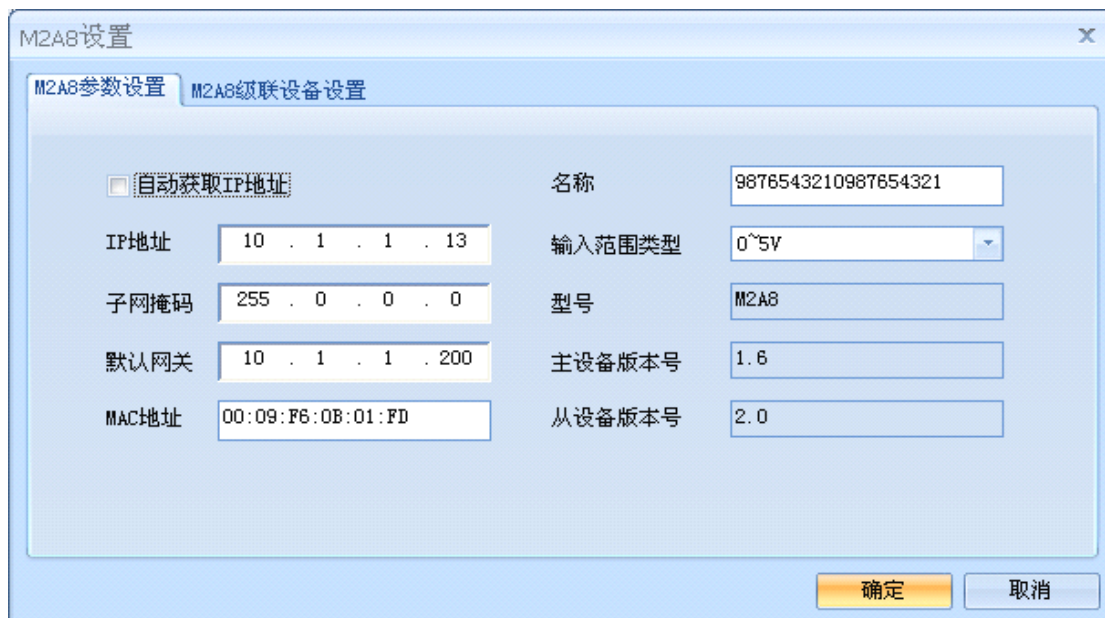 M2A8设置
M2A8参数设置 M2A8级联设备设置
自动获取IP地址
IP地址 10 . 1 . 1 . 13
子网掩码 255 . 0 . 0 . 0
默认网关 10 . 1 . 1 . 200
MAC地址 00:09:F6:0B:01:FD
名称 9876543210987654321
输入范围类型 0~5V
型号 M2A8
主设备版本号 1.6
从设备版本号 2.0
确定 取消